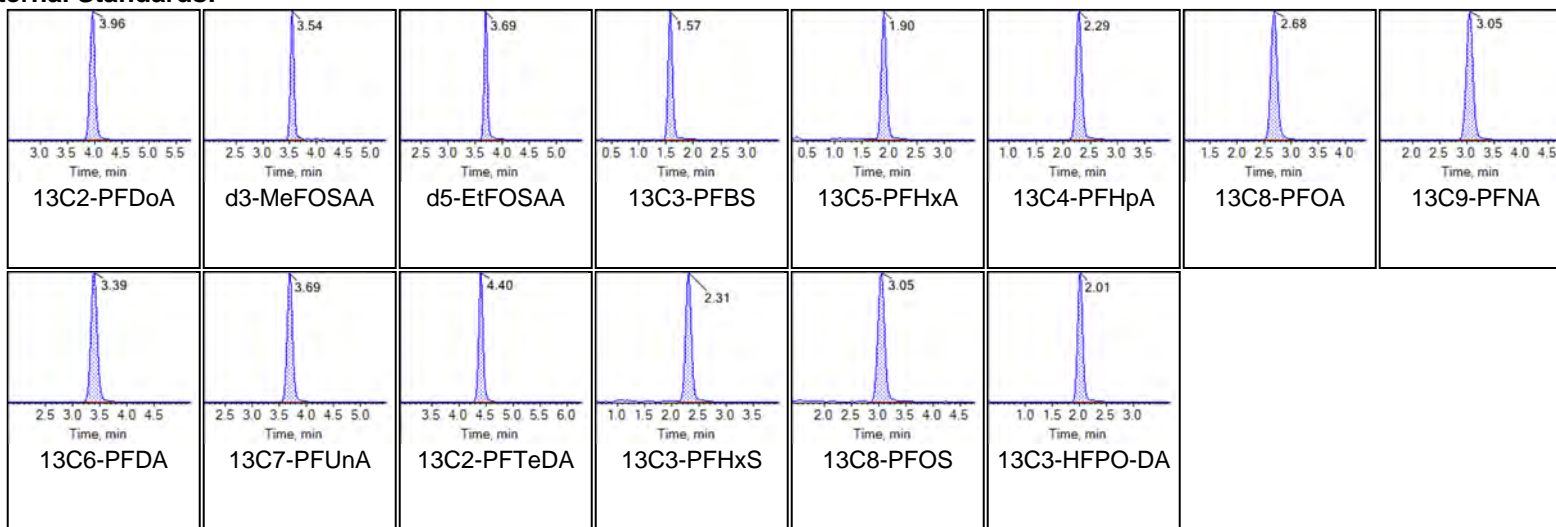 3.96 3.54 3.69 1.57 1.90 2.29 2.68 3.05
3.0 3.5 4.0 4.5 5.0 5.5 2.5 3.0 3.5 4.0 4.5 5.0 2.5 3.0 3.5 4.0 4.5 5.0 0.5 1.0 1.5 2.0 2.5 3.0 0.5 1.0 1.5 2.0 2.5 3.0 1.0 1.5 2.0 2.5 3.0 3.5 1.5 2.0 2.5 3.0 3.5 4.0 2.0 2.5 3.0 3.5 4.0 4.5
Time, min Time, min Time, min Time, min Time, min Time, min Time, min Time, min
13C2-PFDoA d3-MeFOSAA d5-EtFOSAA 13C3-PFBS 13C5-PFHxA 13C4-PFHpA 13C8-PFOA 13C9-PFNA
3.39 3.69 4.40 2.31 3.05 2.01
2.5 3.0 3.5 4.0 4.5 2.5 3.0 3.5 4.0 4.5 5.0 3.5 4.0 4.5 5.0 5.5 6.0 1.0 1.5 2.0 2.5 3.0 3.5 2.0 2.5 3.0 3.5 4.0 4.5 1.0 1.5 2.0 2.5 3.0
Time, min Time, min Time, min Time, min Time, min Time, min
13C6-PFDA 13C7-PFUnA 13C2-PFTeDA 13C3-PFHxS 13C8-PFOS 13C3-HFPO-DA